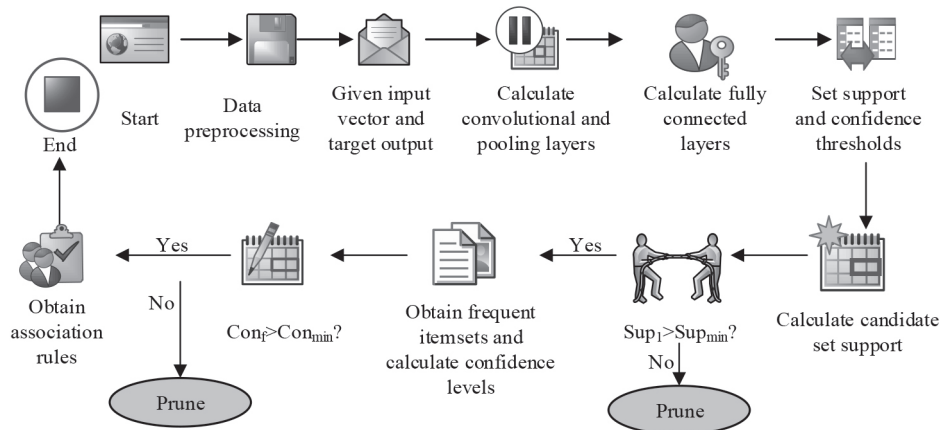 Start
Data
preprocessing
Given input
vector and
target output
Calculate
convolutional and
pooling layers
Calculate fully
connected
layers
Set support
and confidence
thresholds
End
Calculate candidate
set support
Sup₁>Supₘᵢₙ?
Yes
No
Prune
Obtain frequent
itemsets and
calculate confidence
levels
Con_f>Con_min?
Yes
No
Prune
Obtain
association
rules